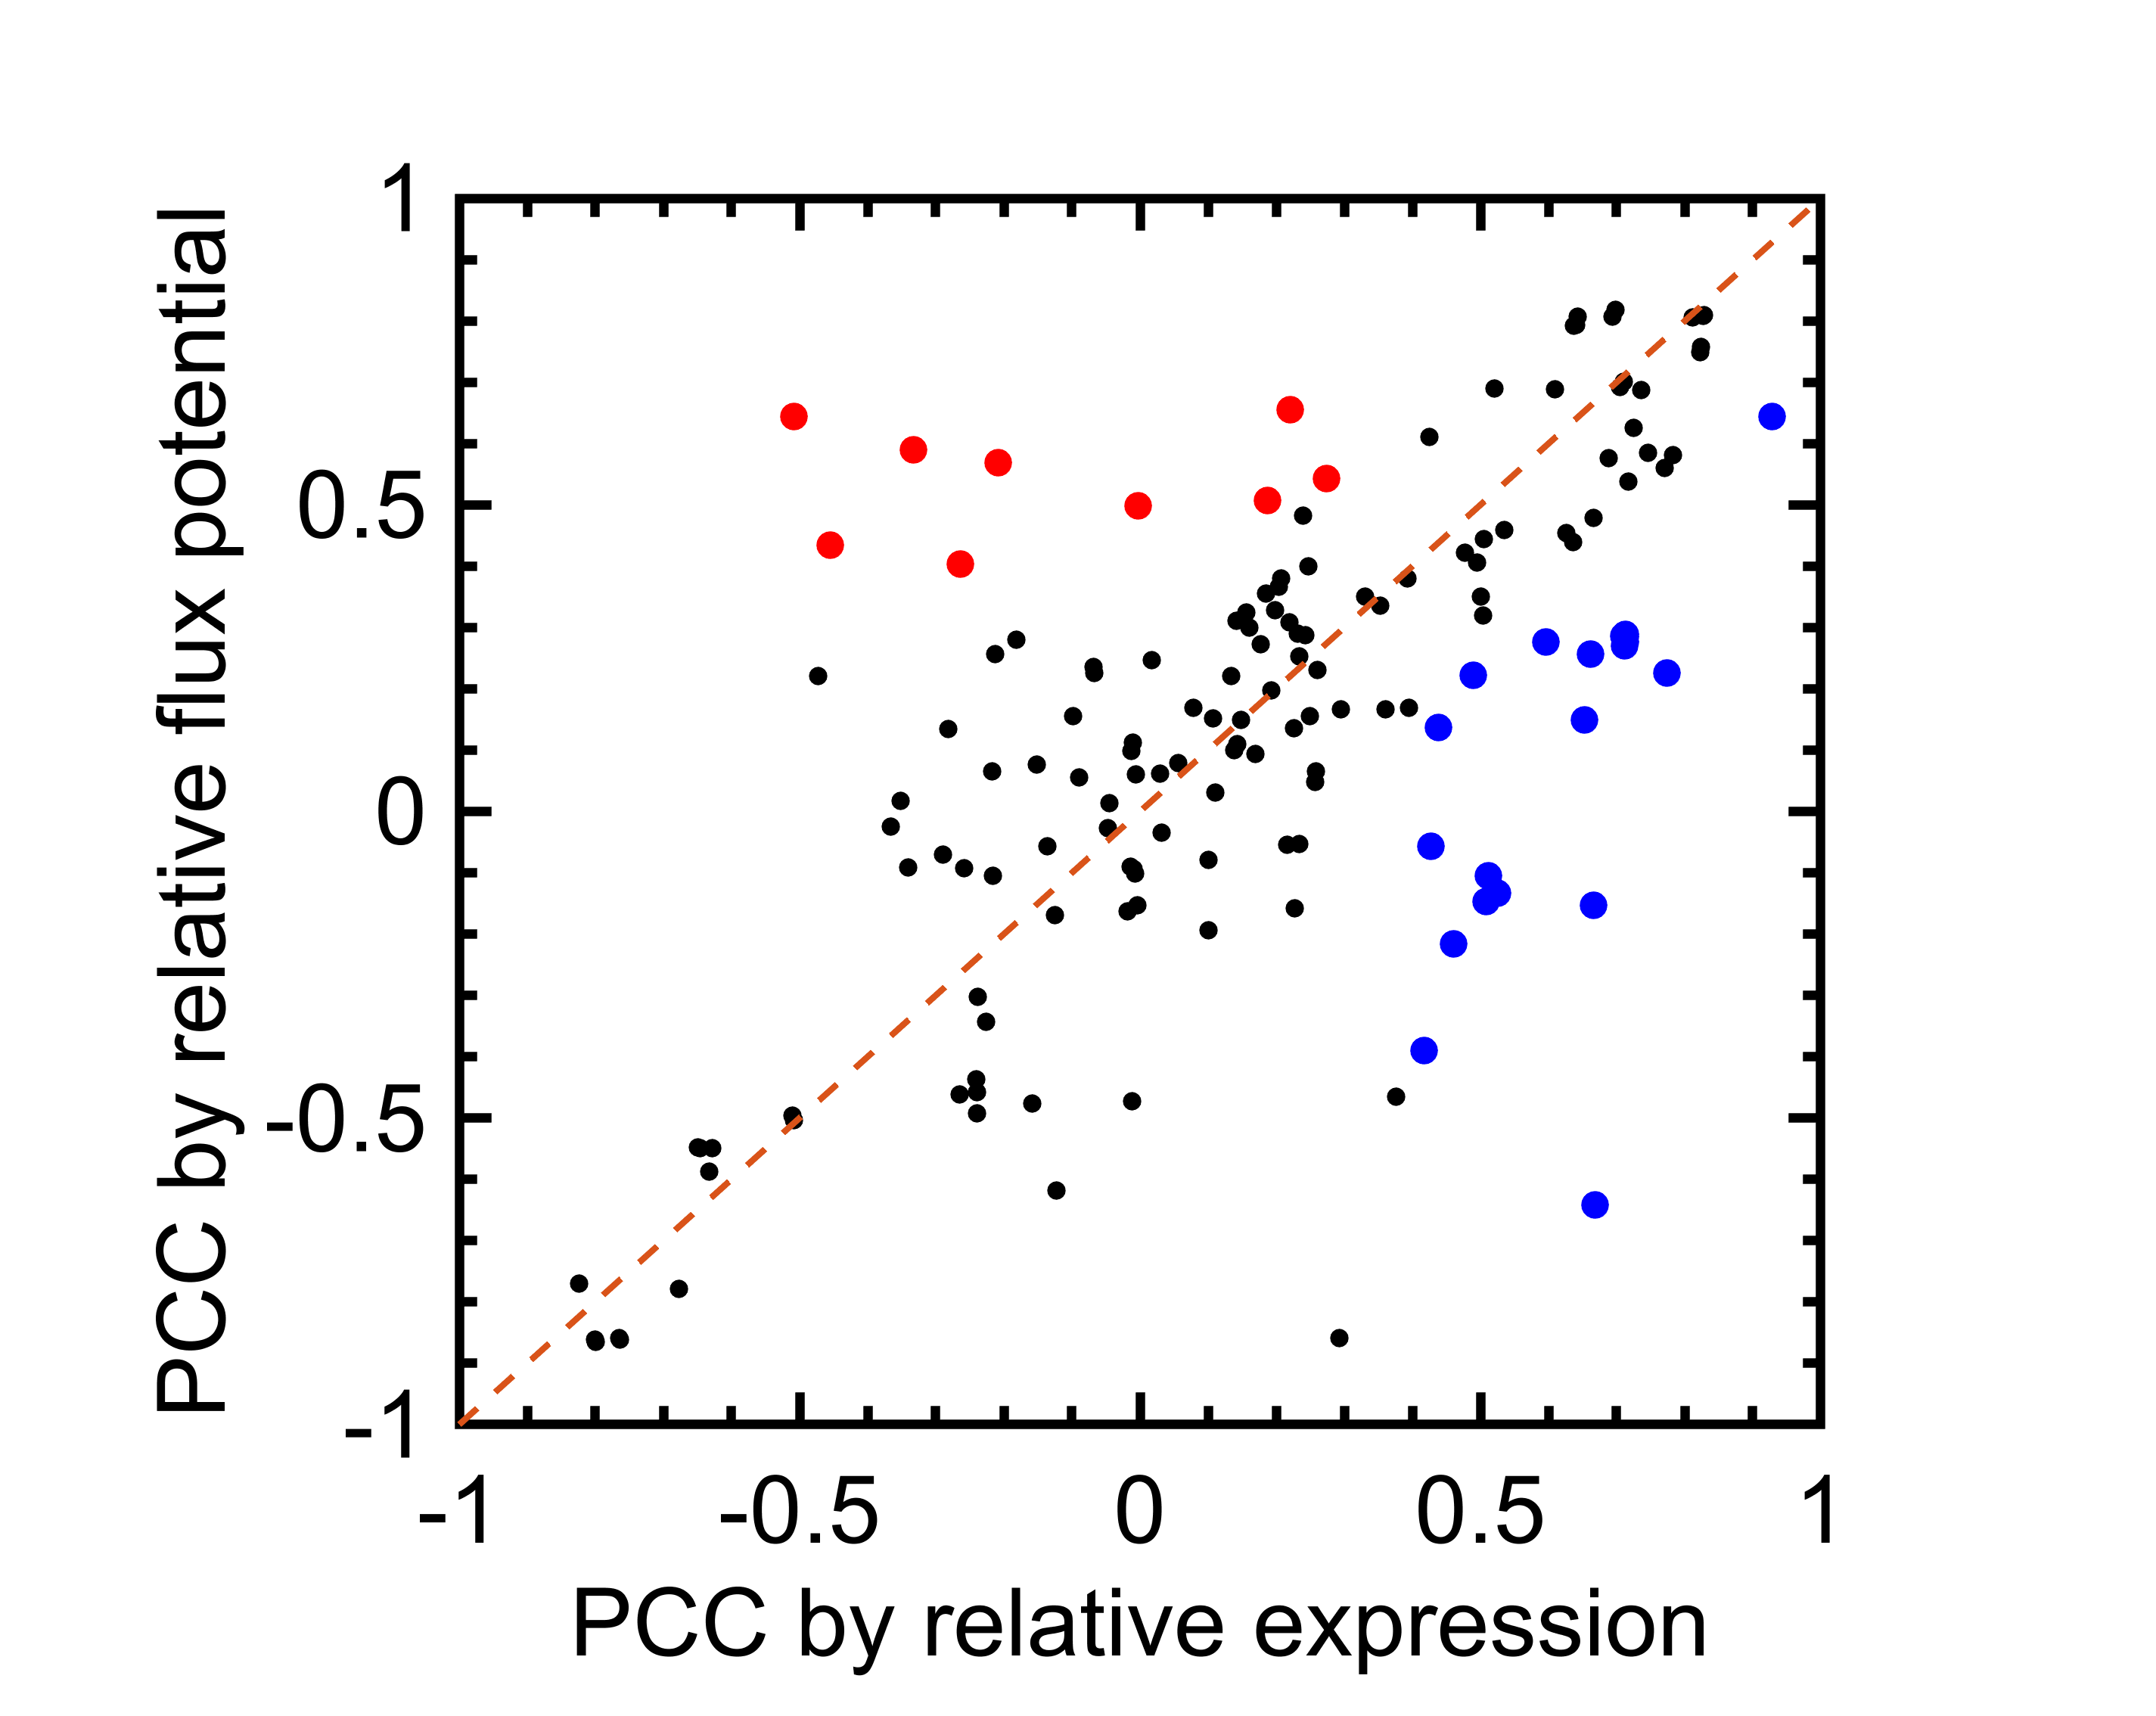 PCC by relative flux potential
1
0.5
0
-0.5
-1
-1 -0.5 0 0.5 1
PCC by relative expression